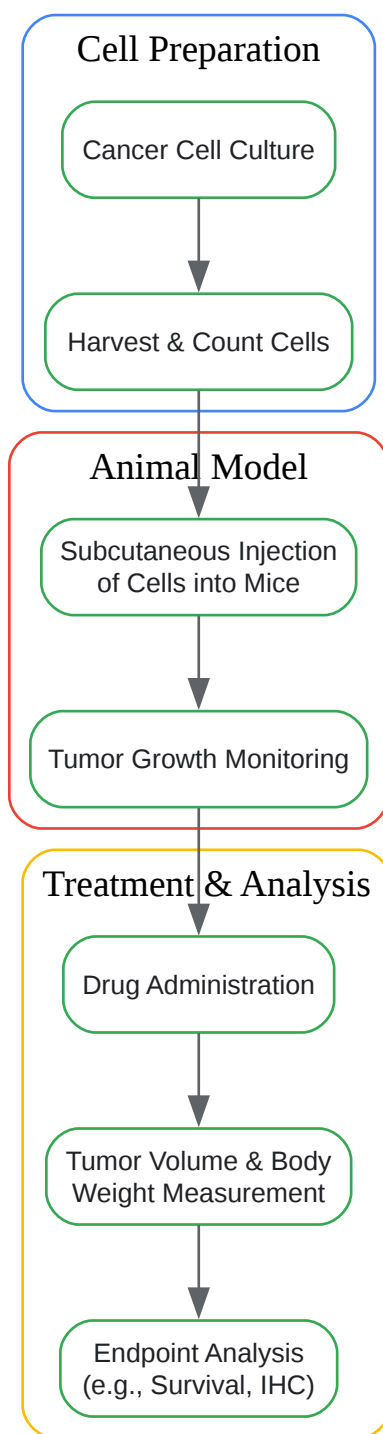 Cell Preparation
Cancer Cell Culture
Harvest & Count Cells
Animal Model
Subcutaneous Injection
of Cells into Mice
Tumor Growth Monitoring
Treatment & Analysis
Drug Administration
Tumor Volume & Body
Weight Measurement
Endpoint Analysis
(e.g., Survival, IHC)